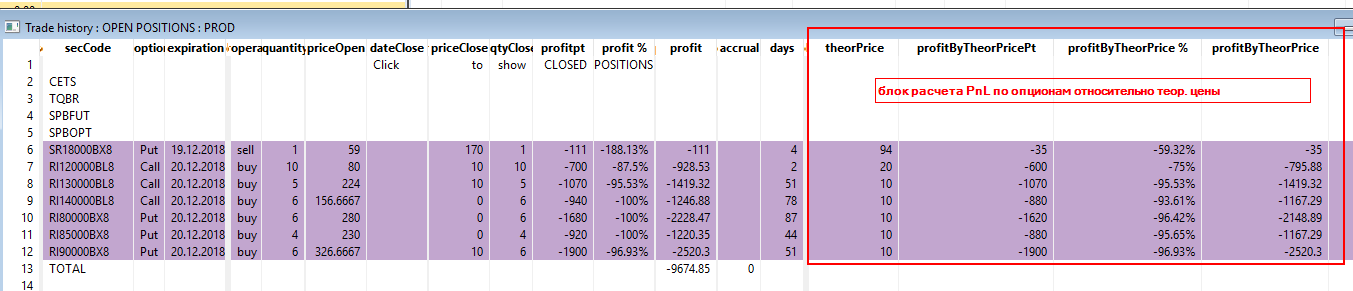 Trade history : OPEN POSITIONS : PROD
secCode optio expiration opera quantity priceOpen dateClose priceClose qtyClose profitpt profit % profit accrual days theorPrice profitByTheorPricePt profitByTheorPrice % profitByTheorPrice
1 Click to show CLOSED POSITIONS
2 CETS
блок расчета PnL по опционам относительно теор. цены
3 TQBR
4 SPBFUT
5 SPBOPT
6 SR18000BX8 Put 19.12.2018 sell 1 59 170 1 -111 -188.13% -111 4 94 -35 -59.32% -35
7 RI120000BL8 Call 20.12.2018 buy 10 80 10 10 -700 -87.5% -928.53 2 20 -600 -75% -795.88
8 RI130000BL8 Call 20.12.2018 buy 5 224 10 5 -1070 -95.53% -1419.32 51 10 -1070 -95.53% -1419.32
9 RI140000BL8 Call 20.12.2018 buy 6 156.6667 0 6 -940 -100% -1246.88 78 10 -880 -93.61% -1167.29
10 RI80000BX8 Put 20.12.2018 buy 6 280 0 6 -1680 -100% -2228.47 87 10 -1620 -96.42% -2148.89
11 RI85000BX8 Put 20.12.2018 buy 4 230 0 4 -920 -100% -1220.35 44 10 -880 -95.65% -1167.29
12 RI90000BX8 Put 20.12.2018 buy 6 326.6667 10 6 -1900 -96.93% -2520.3 51 10 -1900 -96.93% -2520.3
13 TOTAL -9674.85 0
14